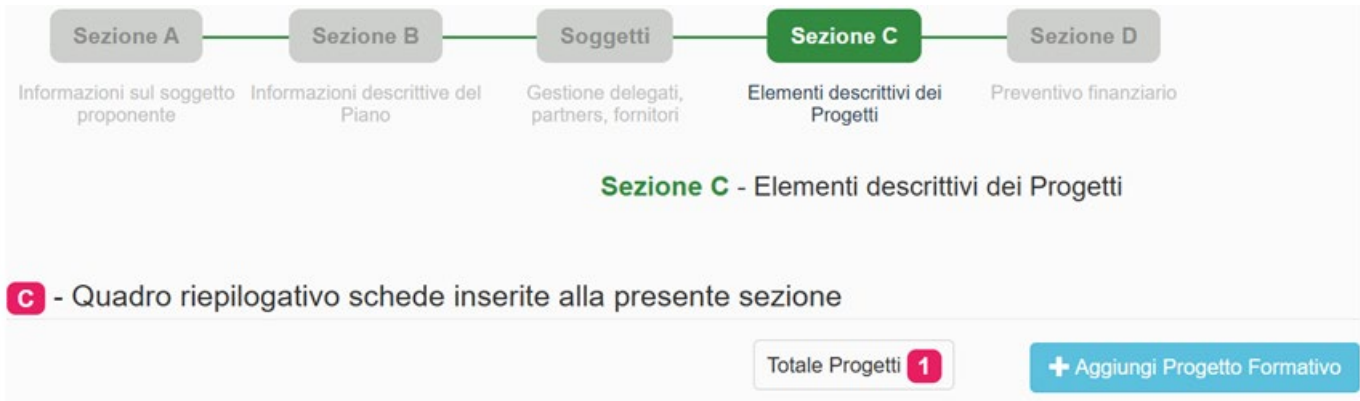 Sezione A
Sezione B
Soggetti
Sezione C
Sezione D
Informazioni sul soggetto
proponente
Informazioni descrittive del
Piano
Gestione delegati,
partners, fornitori
Elementi descrittivi dei
Progetti
Preventivo finanziario
Sezione C - Elementi descrittivi dei Progetti
C - Quadro riepilogativo schede inserite alla presente sezione
Totale Progetti 1
+ Aggiungi Progetto Formativo